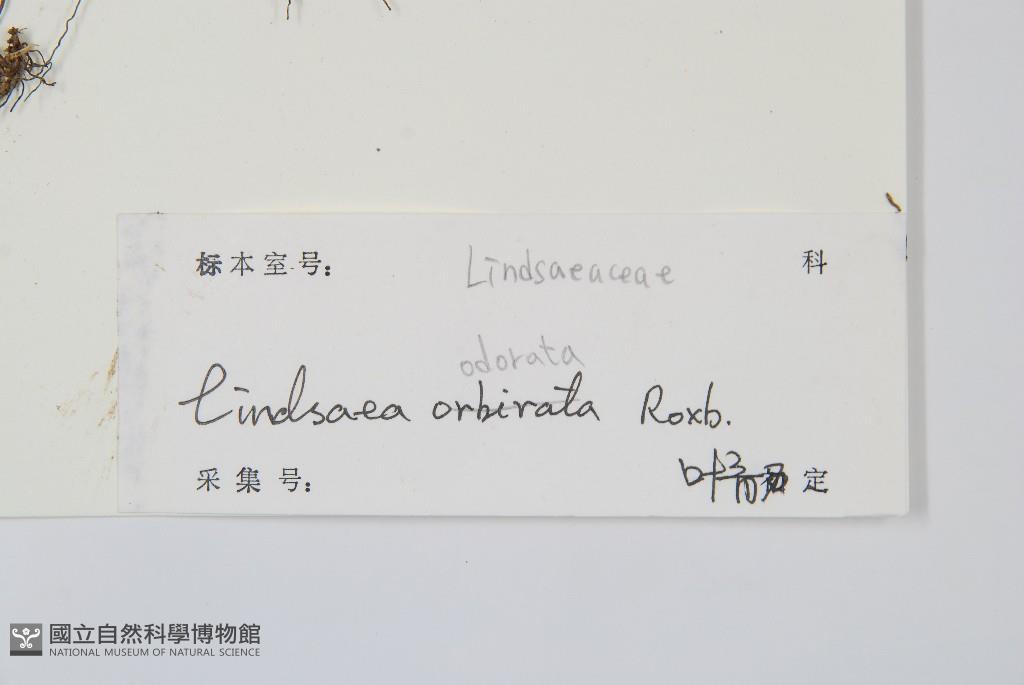 标本室号: Lindsaeaceae 科
odorata
Lindsaea orbirata Roxb.
采集号: 叶 定
國立自然科學博物館
NATIONAL MUSEUM OF NATURAL SCIENCE